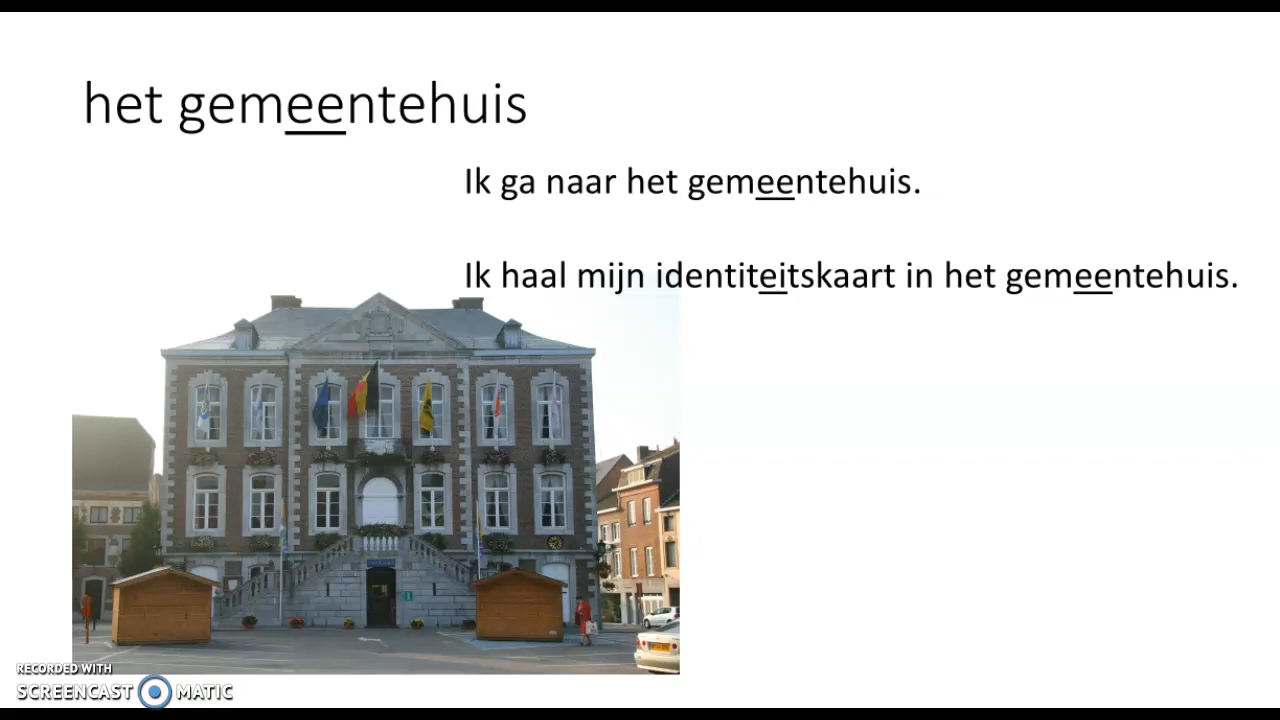 het gemeentehuis
Ik ga naar het gemeentehuis.
Ik haal mijn identiteitskaart in het gemeentehuis.
RECORDED WITH
SCREENCAST MATIC